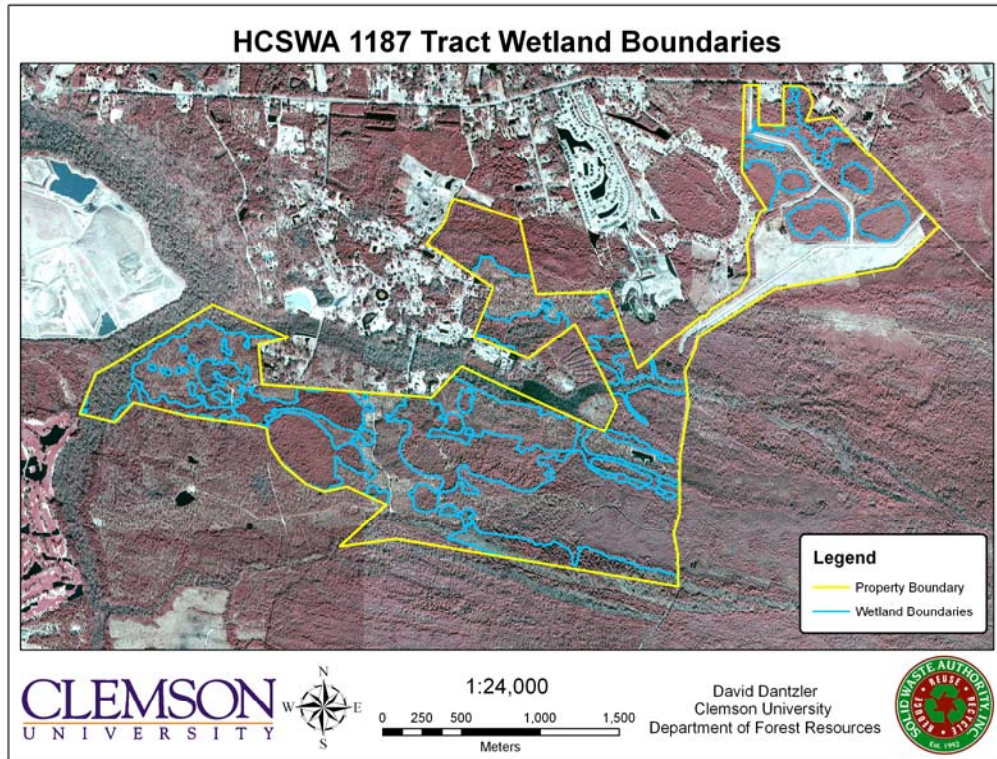 HCSWA 1187 Tract Wetland Boundaries
Legend
Property Boundary
Wetland Boundaries
CLEMSON
UNIVERSITY
N
W
E
S
1:24,000
0 250 500 1,000 1,500
Meters
David Dantzler
Clemson University
Department of Forest Resources
SOLID WASTE AUTHORITY, INC.
REDUCE REUSE RECYCLE
Est. 1992